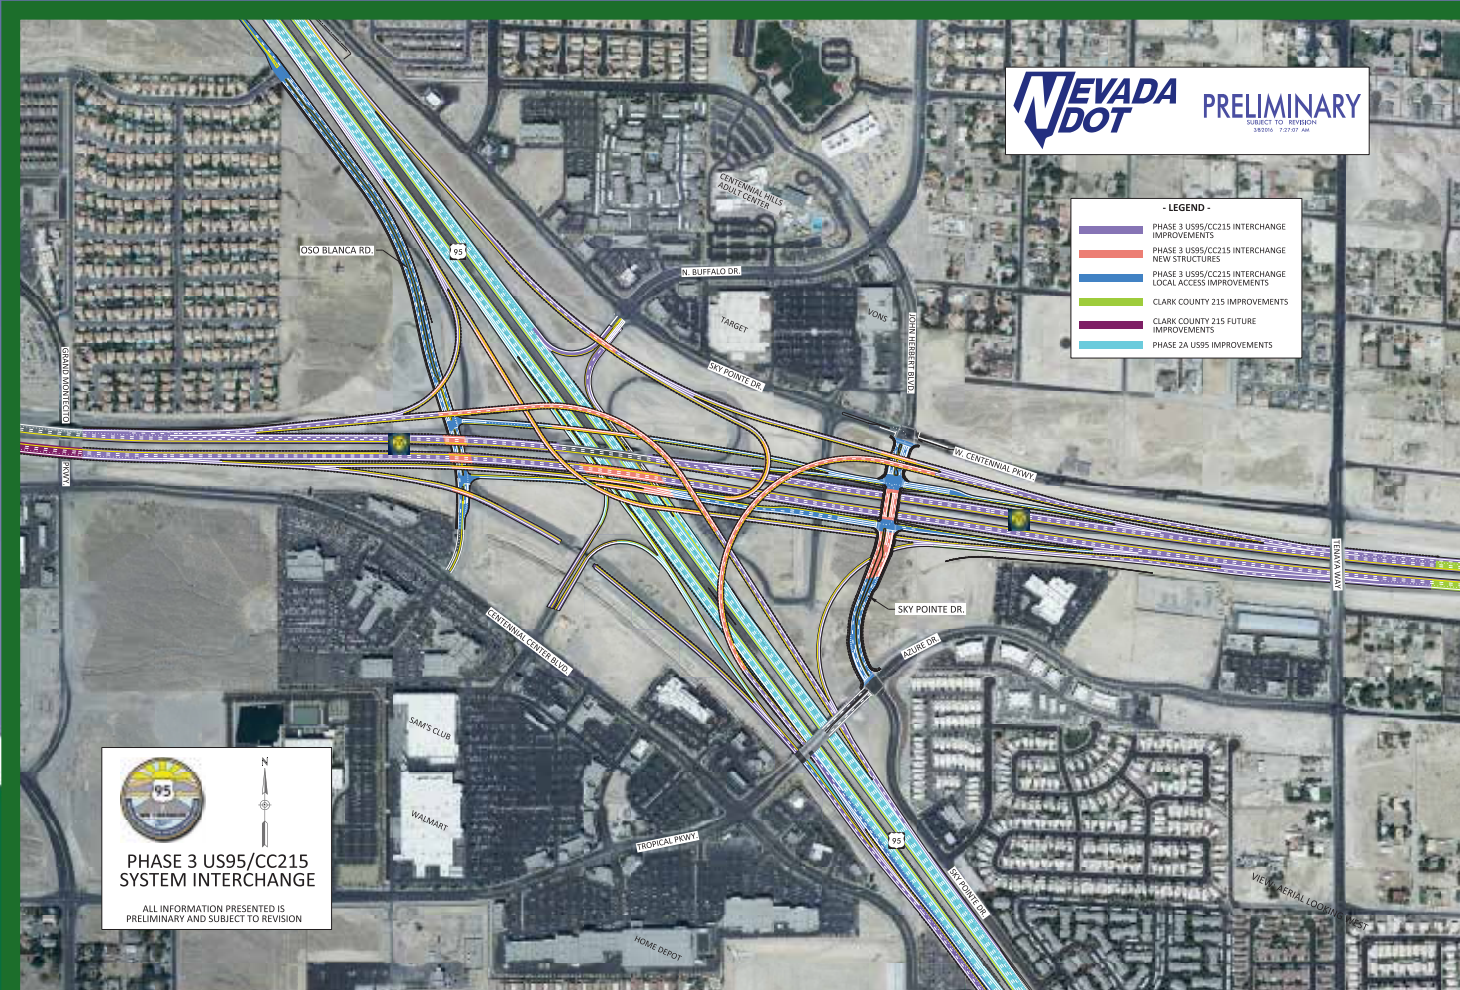 NEVADA
DOT
PRELIMINARY
SUBJECT TO REVISION
3/8/2016 7:27:07 AM
- LEGEND -
PHASE 3 US95/CC215 INTERCHANGE
IMPROVEMENTS
PHASE 3 US95/CC215 INTERCHANGE
NEW STRUCTURES
PHASE 3 US95/CC215 INTERCHANGE
LOCAL ACCESS IMPROVEMENTS
CLARK COUNTY 215 IMPROVEMENTS
CLARK COUNTY 215 FUTURE
IMPROVEMENTS
PHASE 2A US95 IMPROVEMENTS
CENTENNIAL HILLS
ADULT CENTER
OSO BLANCA RD.
95
N. BUFFALO DR.
TARGET
VONS
JOHN HERBERT BLVD.
GRAND MONTECITO
PKWY.
SKY POINTE DR.
W. CENTENNIAL PKWY.
TENAYA WAY
SKY POINTE DR.
AZURE DR.
CENTENNIAL CENTER BLVD.
SAM'S CLUB
WALMART
TROPICAL PKWY.
95
SKY POINTE DR.
HOME DEPOT
VIEW: AERIAL LOOKING WEST
N
95
PHASE 3 US95/CC215
SYSTEM INTERCHANGE
ALL INFORMATION PRESENTED IS
PRELIMINARY AND SUBJECT TO REVISION